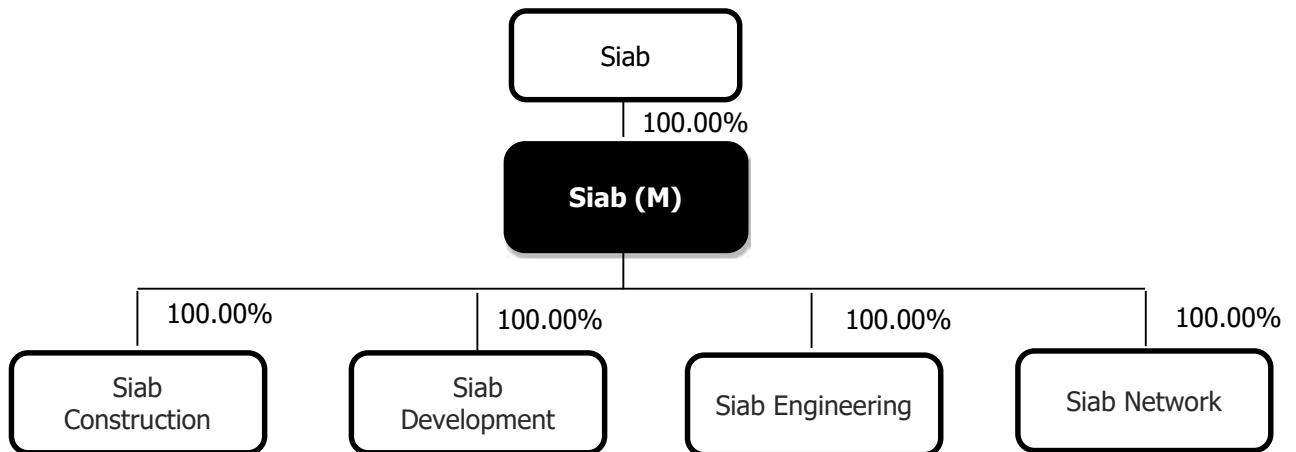 Siab
100.00%
Siab (M)
100.00%
100.00%
100.00%
100.00%
Siab
Construction
Siab
Development
Siab Engineering
Siab Network